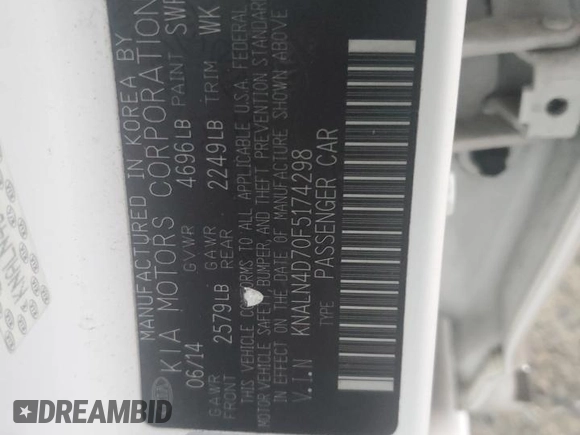 MANUFACTURED IN KOREA BY
KIA MOTORS CORPORATION
06/14 GVWR 4696LB PAINT SWP
GAWR FRONT 2579LB GAWR REAR 2249LB TRIM WK
THIS VEHICLE CONFORMS TO ALL APPLICABLE U.S.A. FEDERAL
MOTOR VEHICLE SAFETY, BUMPER, AND THEFT PREVENTION STANDARDS
IN EFFECT ON THE DATE OF MANUFACTURE SHOWN ABOVE
V.I.N KNALN4D70F5174298
TYPE PASSENGER CAR
DREAMBID